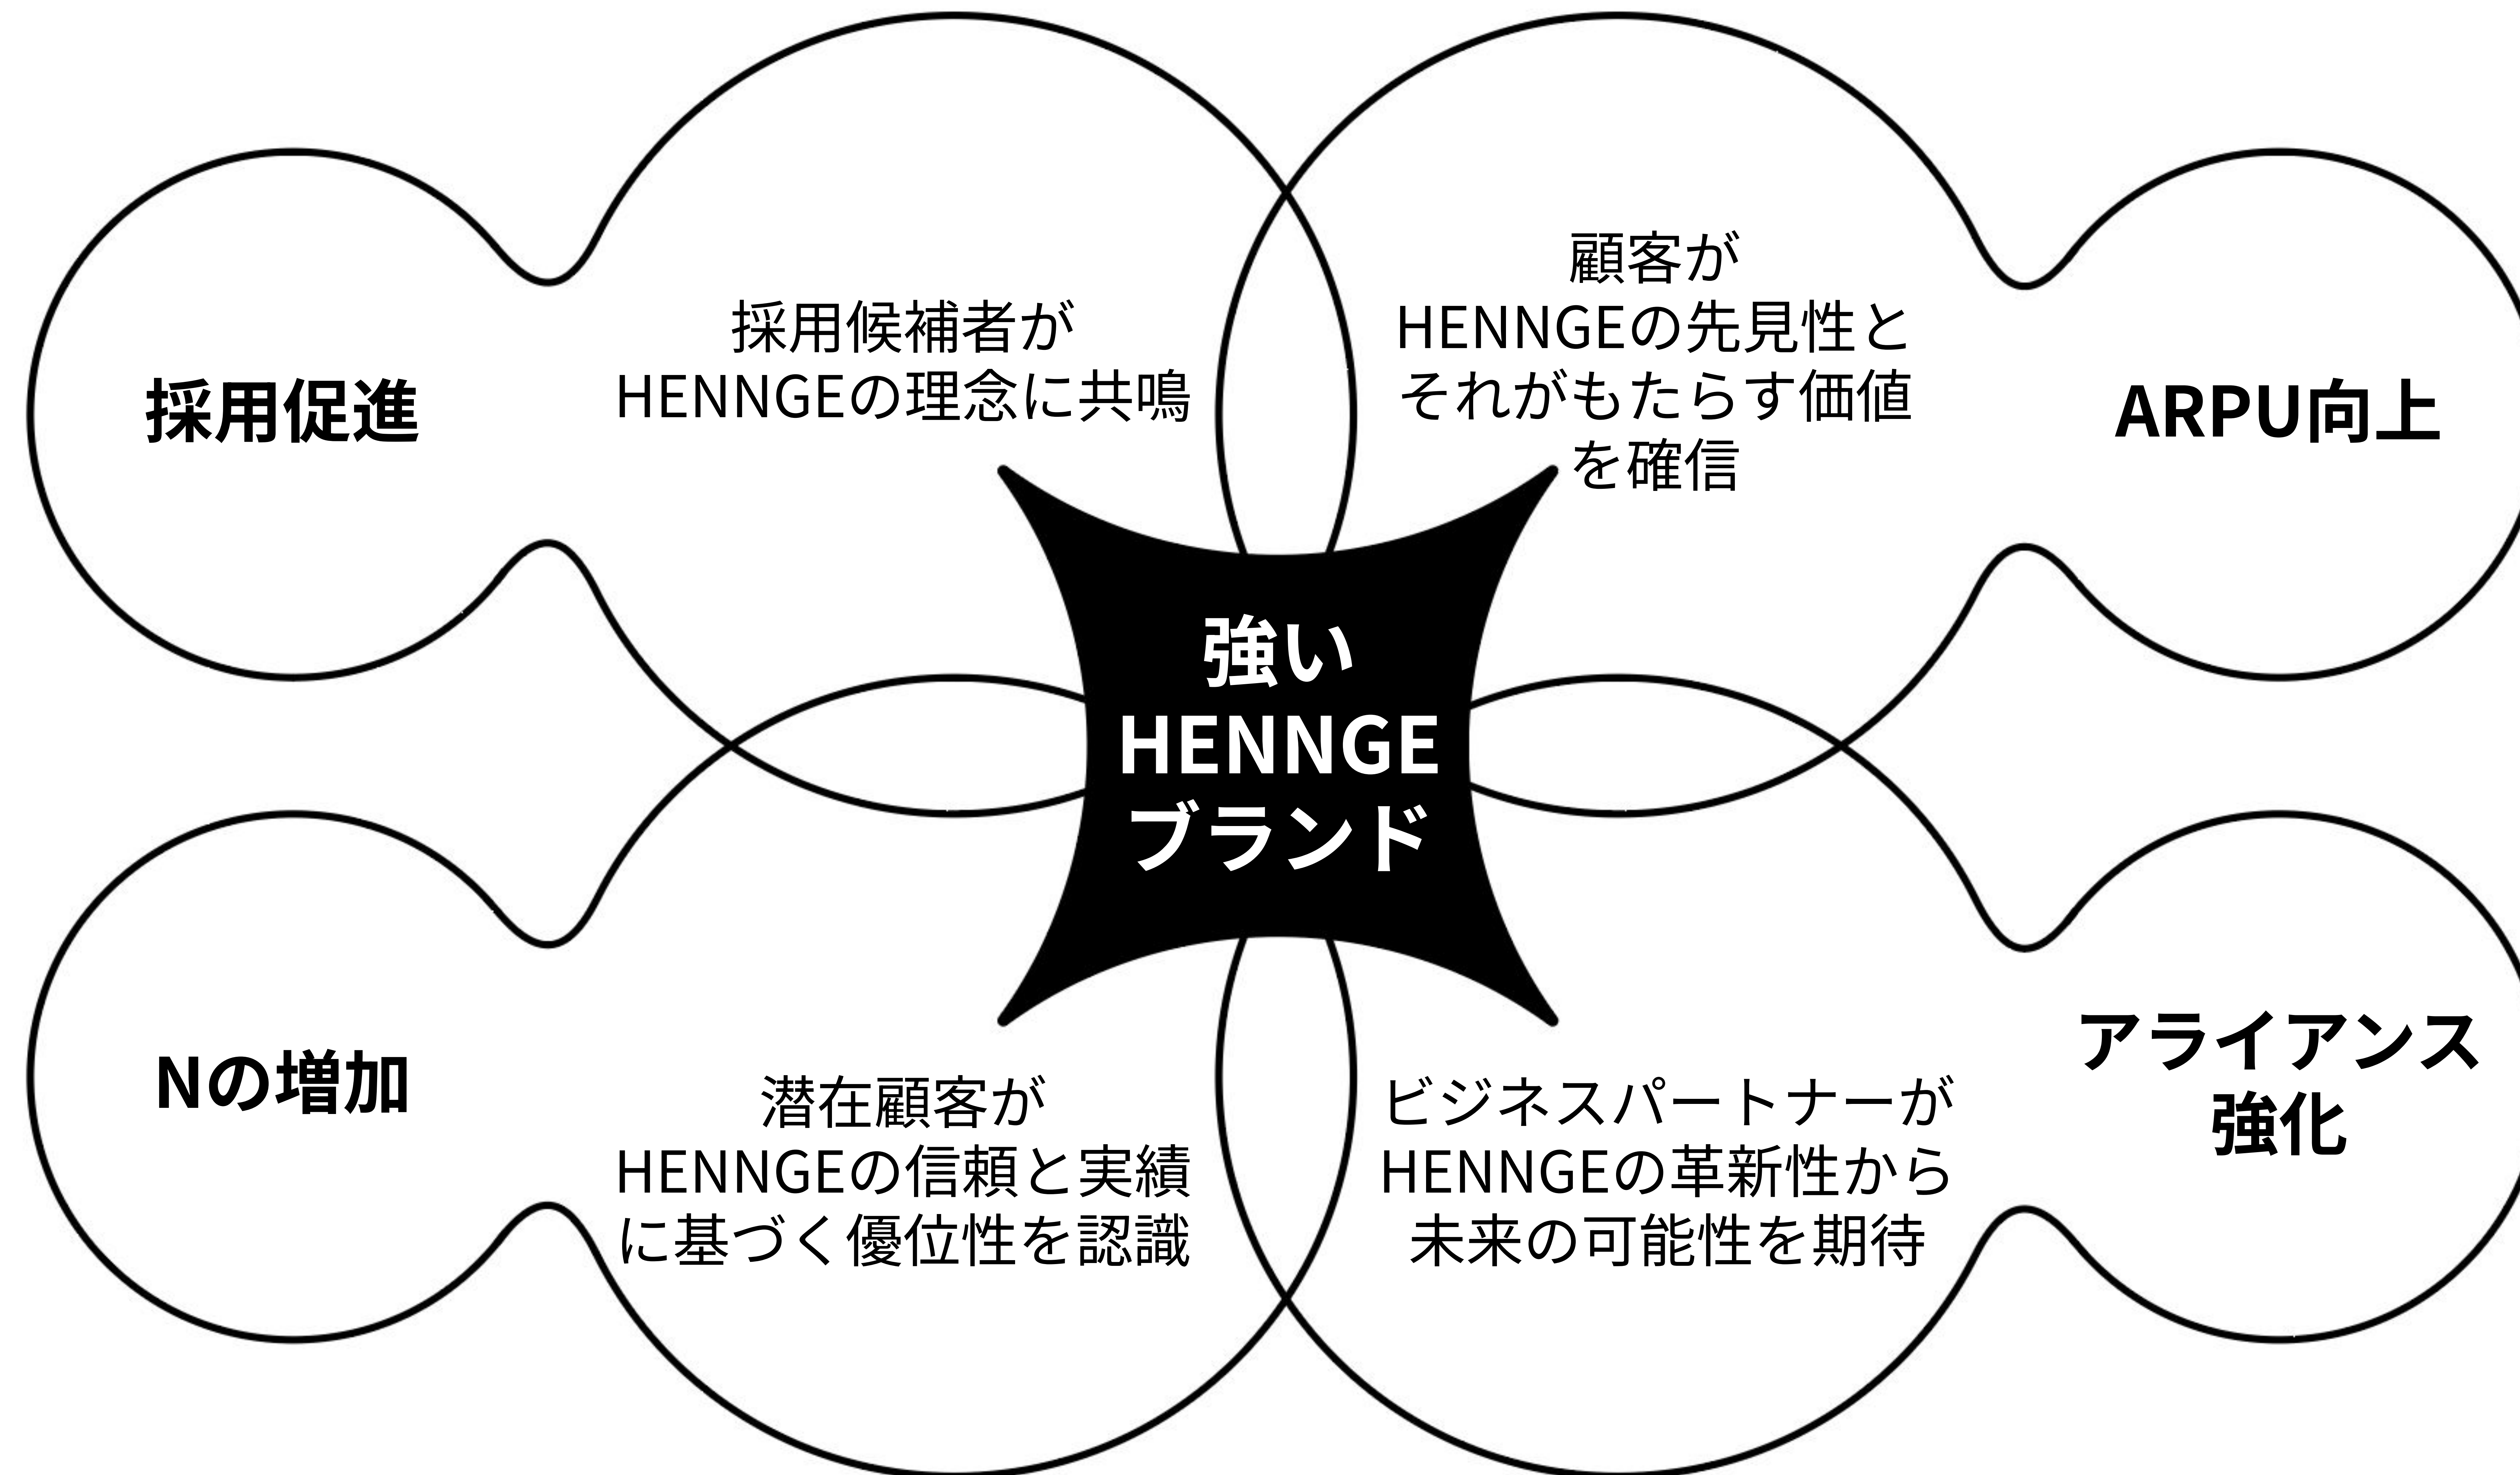 採用促進
採用候補者が
HENNGEの理念に共鳴
顧客が
HENNGEの先見性と
それがもたらす価値
を確信
ARPU向上
強い
HENNGE
ブランド
Nの増加
潜在顧客が
HENNGEの信頼と実績
に基づく優位性を認識
ビジネスパートナーが
HENNGEの革新性から
未来の可能性を期待
アライアンス
強化